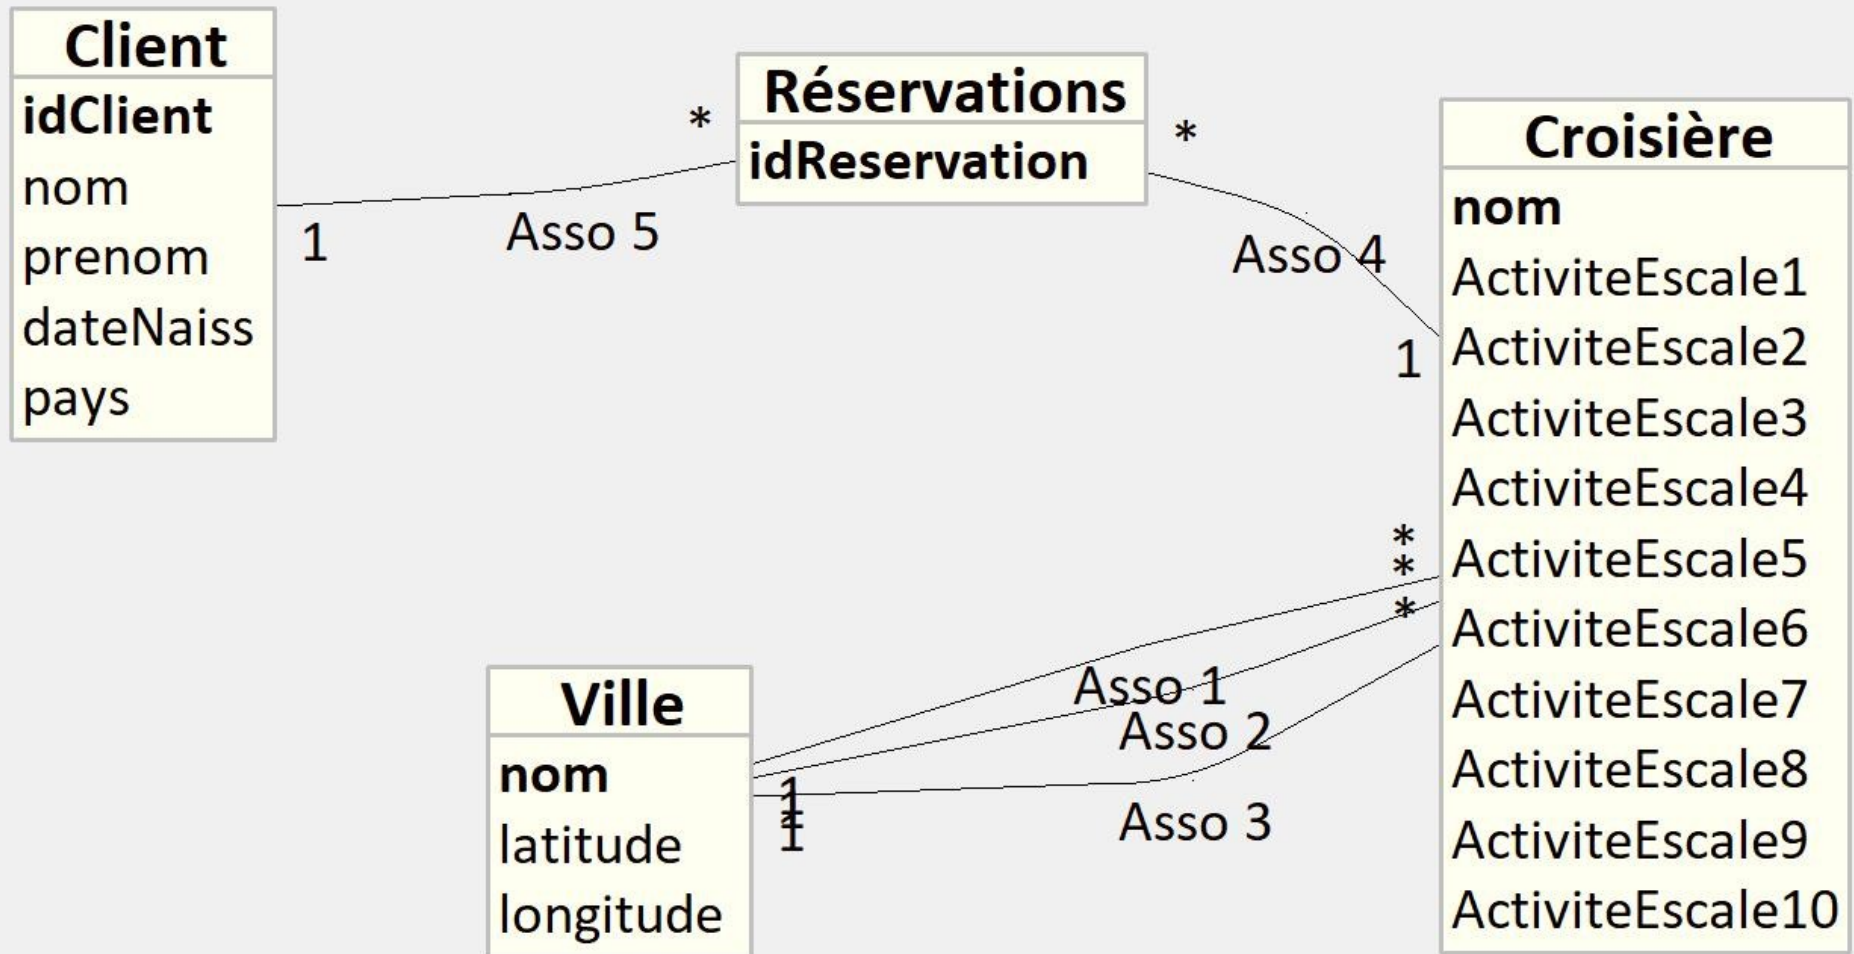 Client
idClient
nom
prenom
dateNaiss
pays
1
Asso 5
*
Réservations
idReservation
*
Asso 4
1
Croisière
nom
ActiviteEscale1
ActiviteEscale2
ActiviteEscale3
ActiviteEscale4
ActiviteEscale5
ActiviteEscale6
ActiviteEscale7
ActiviteEscale8
ActiviteEscale9
ActiviteEscale10
*
*
*
Asso 1
Asso 2
Asso 3
1
1
1
Ville
nom
latitude
longitude